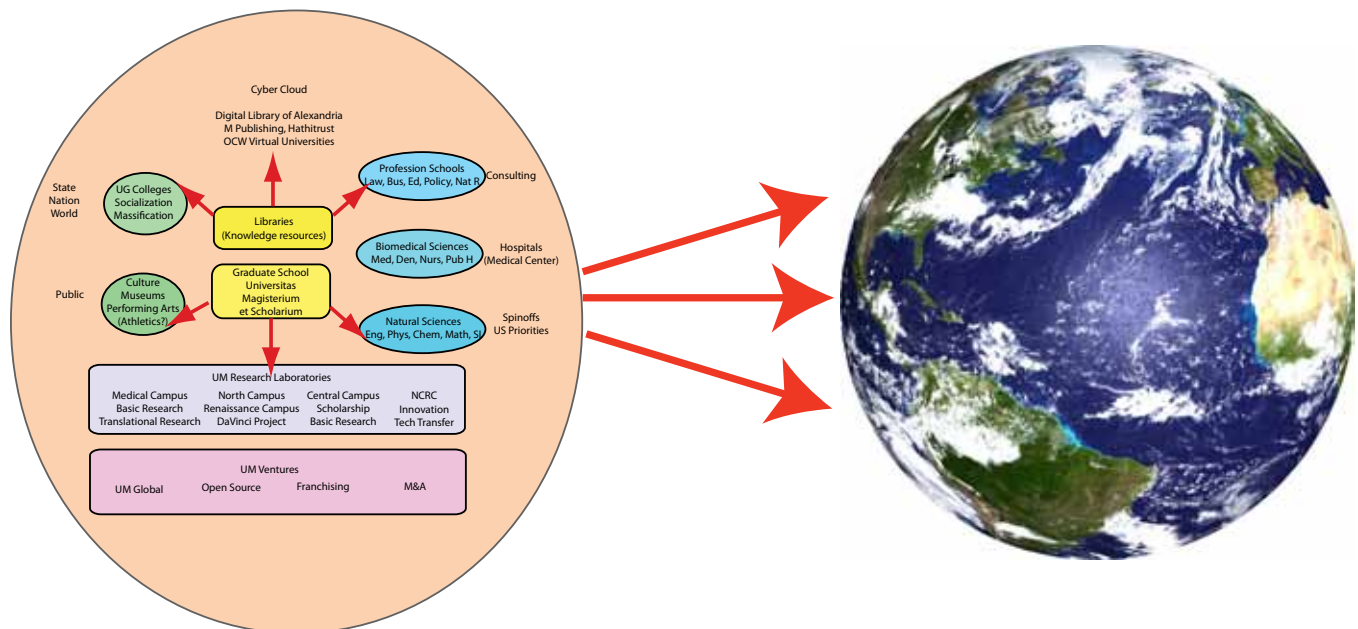 Cyber Cloud
Digital Library of Alexandria
M Publishing, Hathitrust
OCW Virtual Universities
State
Nation
World
UG Colleges
Socialization
Massification
Libraries
(Knowledge resources)
Profession Schools
Law, Bus, Ed, Policy, Nat R
Consulting
Biomedical Sciences
Med, Den, Nurs, Pub H
Hospitals
(Medical Center)
Public
Culture
Museums
Performing Arts
(Athletics?)
Graduate School
Universitas
Magisterium
et Scholarium
Natural Sciences
Eng, Phys, Chem, Math, SI
Spinoffs
US Priorities
UM Research Laboratories
Medical Campus
Basic Research
Translational Research
North Campus
Renaissance Campus
DaVinci Project
Central Campus
Scholarship
Basic Research
NCRC
Innovation
Tech Transfer
UM Ventures
UM Global
Open Source
Franchising
M&A